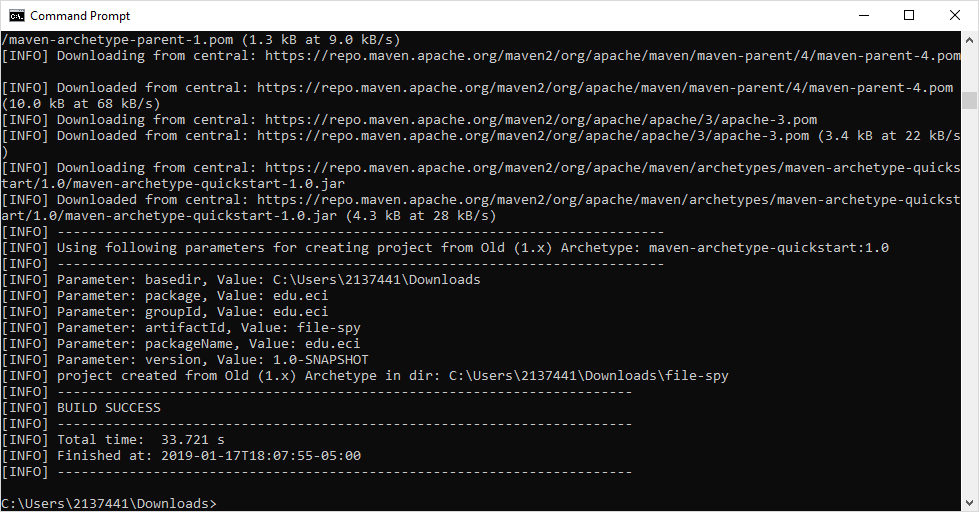 Command Prompt
/maven-archetype-parent-1.pom (1.3 kB at 9.0 kB/s)
[INFO] Downloading from central: https://repo.maven.apache.org/maven2/org/apache/maven/maven-parent/4/maven-parent-4.pom
[INFO] Downloaded from central: https://repo.maven.apache.org/maven2/org/apache/maven/maven-parent/4/maven-parent-4.pom
(10.0 kB at 68 kB/s)
[INFO] Downloading from central: https://repo.maven.apache.org/maven2/org/apache/apache/3/apache-3.pom
[INFO] Downloaded from central: https://repo.maven.apache.org/maven2/org/apache/apache/3/apache-3.pom (3.4 kB at 22 kB/s
)
[INFO] Downloading from central: https://repo.maven.apache.org/maven2/org/apache/maven/archetypes/maven-archetype-quicks
tart/1.0/maven-archetype-quickstart-1.0.jar
[INFO] Downloaded from central: https://repo.maven.apache.org/maven2/org/apache/maven/archetypes/maven-archetype-quickst
art/1.0/maven-archetype-quickstart-1.0.jar (4.3 kB at 28 kB/s)
[INFO] ----------------------------------------------------------------------------
[INFO] Using following parameters for creating project from Old (1.x) Archetype: maven-archetype-quickstart:1.0
[INFO] ----------------------------------------------------------------------------
[INFO] Parameter: basedir, Value: C:\Users\2137441\Downloads
[INFO] Parameter: package, Value: edu.eci
[INFO] Parameter: groupId, Value: edu.eci
[INFO] Parameter: artifactId, Value: file-spy
[INFO] Parameter: packageName, Value: edu.eci
[INFO] Parameter: version, Value: 1.0-SNAPSHOT
[INFO] project created from Old (1.x) Archetype in dir: C:\Users\2137441\Downloads\file-spy
[INFO] ------------------------------------------------------------------------
[INFO] BUILD SUCCESS
[INFO] ------------------------------------------------------------------------
[INFO] Total time:  33.721 s
[INFO] Finished at: 2019-01-17T18:07:55-05:00
[INFO] ------------------------------------------------------------------------
C:\Users\2137441\Downloads>